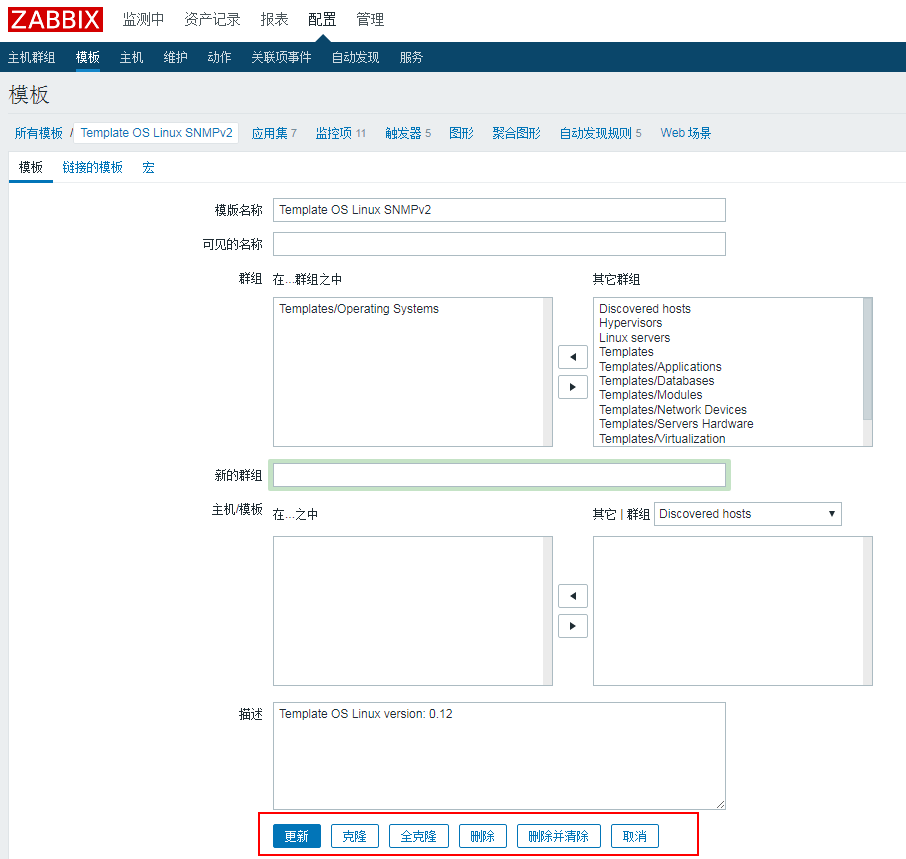 ZABBIX 监测中 资产记录 报表 配置 管理
主机群组 模板 主机 维护 动作 关联项事件 自动发现 服务
模板
所有模板 / Template OS Linux SNMPv2 应用集 7 监控项 11 触发器 5 图形 聚合图形 自动发现规则 5 Web 场景
模板 链接的模板 宏
模版名称 Template OS Linux SNMPv2
可见的名称
群组 在...群组之中 其它群组
Templates/Operating Systems Discovered hosts
Hypervisors
Linux servers
Templates
Templates/Applications
Templates/Databases
Templates/Modules
Templates/Network Devices
Templates/Servers Hardware
Templates/Virtualization
新的群组
主机/模板 在...之中 其它 | 群组 Discovered hosts
描述 Template OS Linux version: 0.12
更新 克隆 全克隆 删除 删除并清除 取消